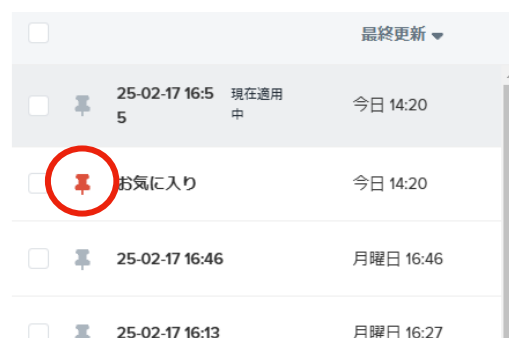 最終更新
25-02-17 16:5
5
現在適用
中
今日 14:20
お気に入り
今日 14:20
25-02-17 16:46
月曜日 16:46
25-02-17 16:13
月曜日 16:27